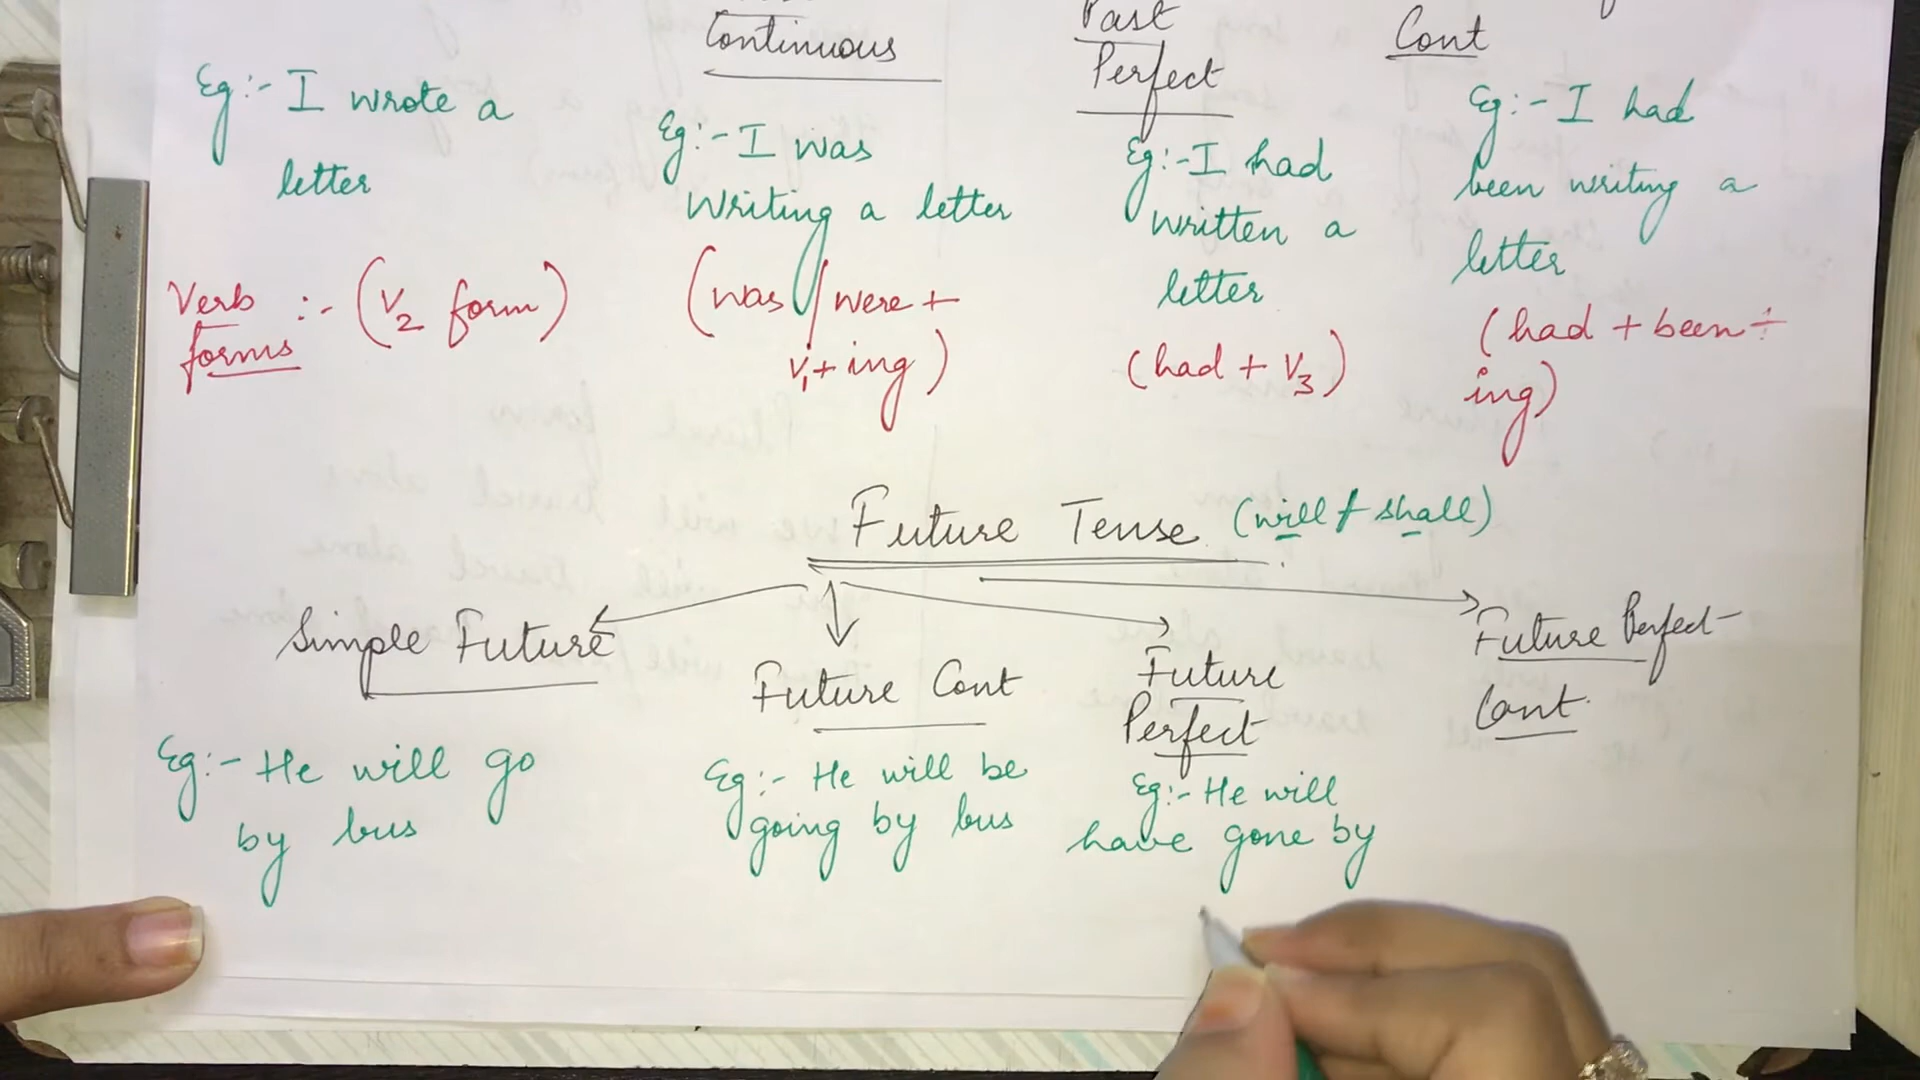 Continuous
Past
Perfect
Cont
Eg:- I wrote a
letter
Eg:- I was
writing a letter
Eg:- I had
written a
letter
Eg:- I had
been writing a
letter
Verb
forms :- (V2 form)
(was/were +
V1+ing)
(had + V3)
(had + been +
ing)
Future Tense (will / shall)
Simple Future
Future Cont
Future
Perfect
Future Perfect
Cont.
Eg:- He will go
by bus
Eg:- He will be
going by bus
Eg:- He will
have gone by